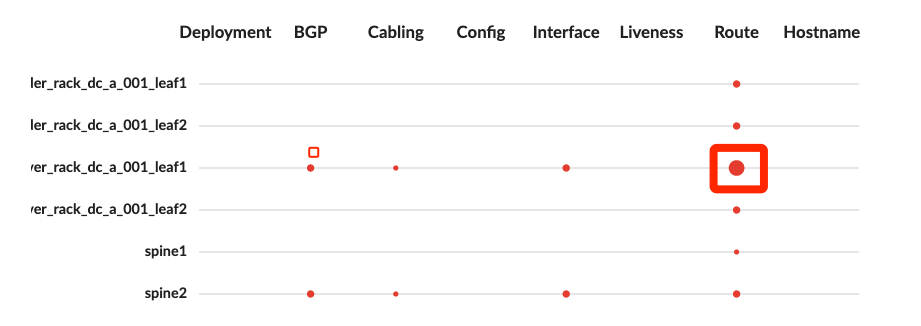 Deployment BGP Cabling Config Interface Liveness Route Hostname
ler_rack_dc_a_001_leaf1
ler_rack_dc_a_001_leaf2
ver_rack_dc_a_001_leaf1
ver_rack_dc_a_001_leaf2
spine1
spine2